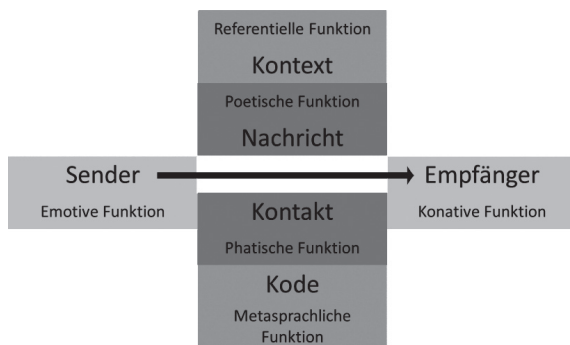 Referentielle Funktion
Kontext
Poetische Funktion
Nachricht
Sender
Emotive Funktion
Empfänger
Konative Funktion
Kontakt
Phatische Funktion
Kode
Metasprachliche
Funktion